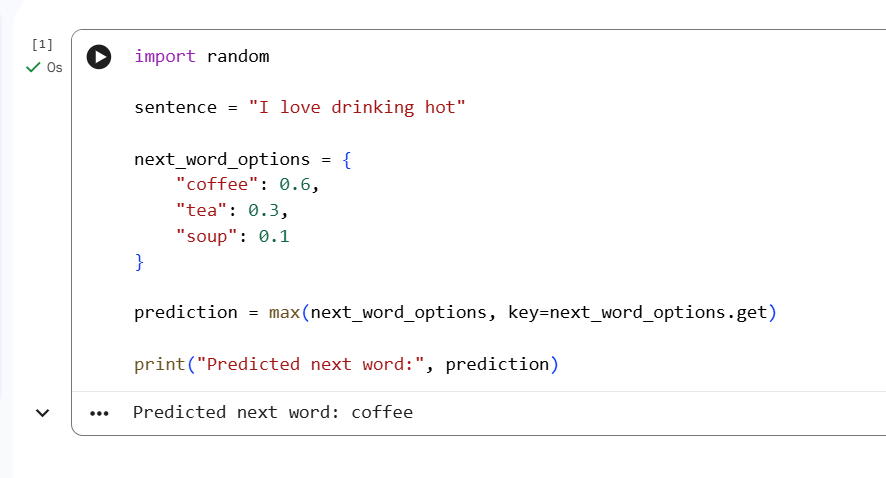 [1]
0s
import random
sentence = "I love drinking hot"
next_word_options = {
    "coffee": 0.6,
    "tea": 0.3,
    "soup": 0.1
}
prediction = max(next_word_options, key=next_word_options.get)
print("Predicted next word:", prediction)
Predicted next word: coffee